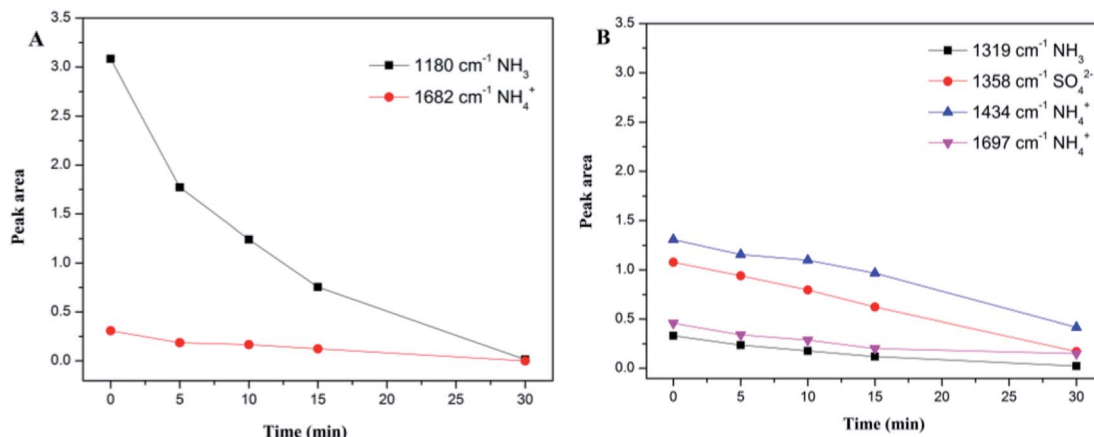 A
3.5
3.0
2.5
2.0
1.5
1.0
0.5
0.0
Peak area
0 5 10 15 20 25 30
Time (min)
1180 cm⁻¹ NH₃
1682 cm⁻¹ NH₄⁺
B
3.5
3.0
2.5
2.0
1.5
1.0
0.5
0.0
Peak area
0 5 10 15 20 25 30
Time (min)
1319 cm⁻¹ NH₃
1358 cm⁻¹ SO₄²⁻
1434 cm⁻¹ NH₄⁺
1697 cm⁻¹ NH₄⁺